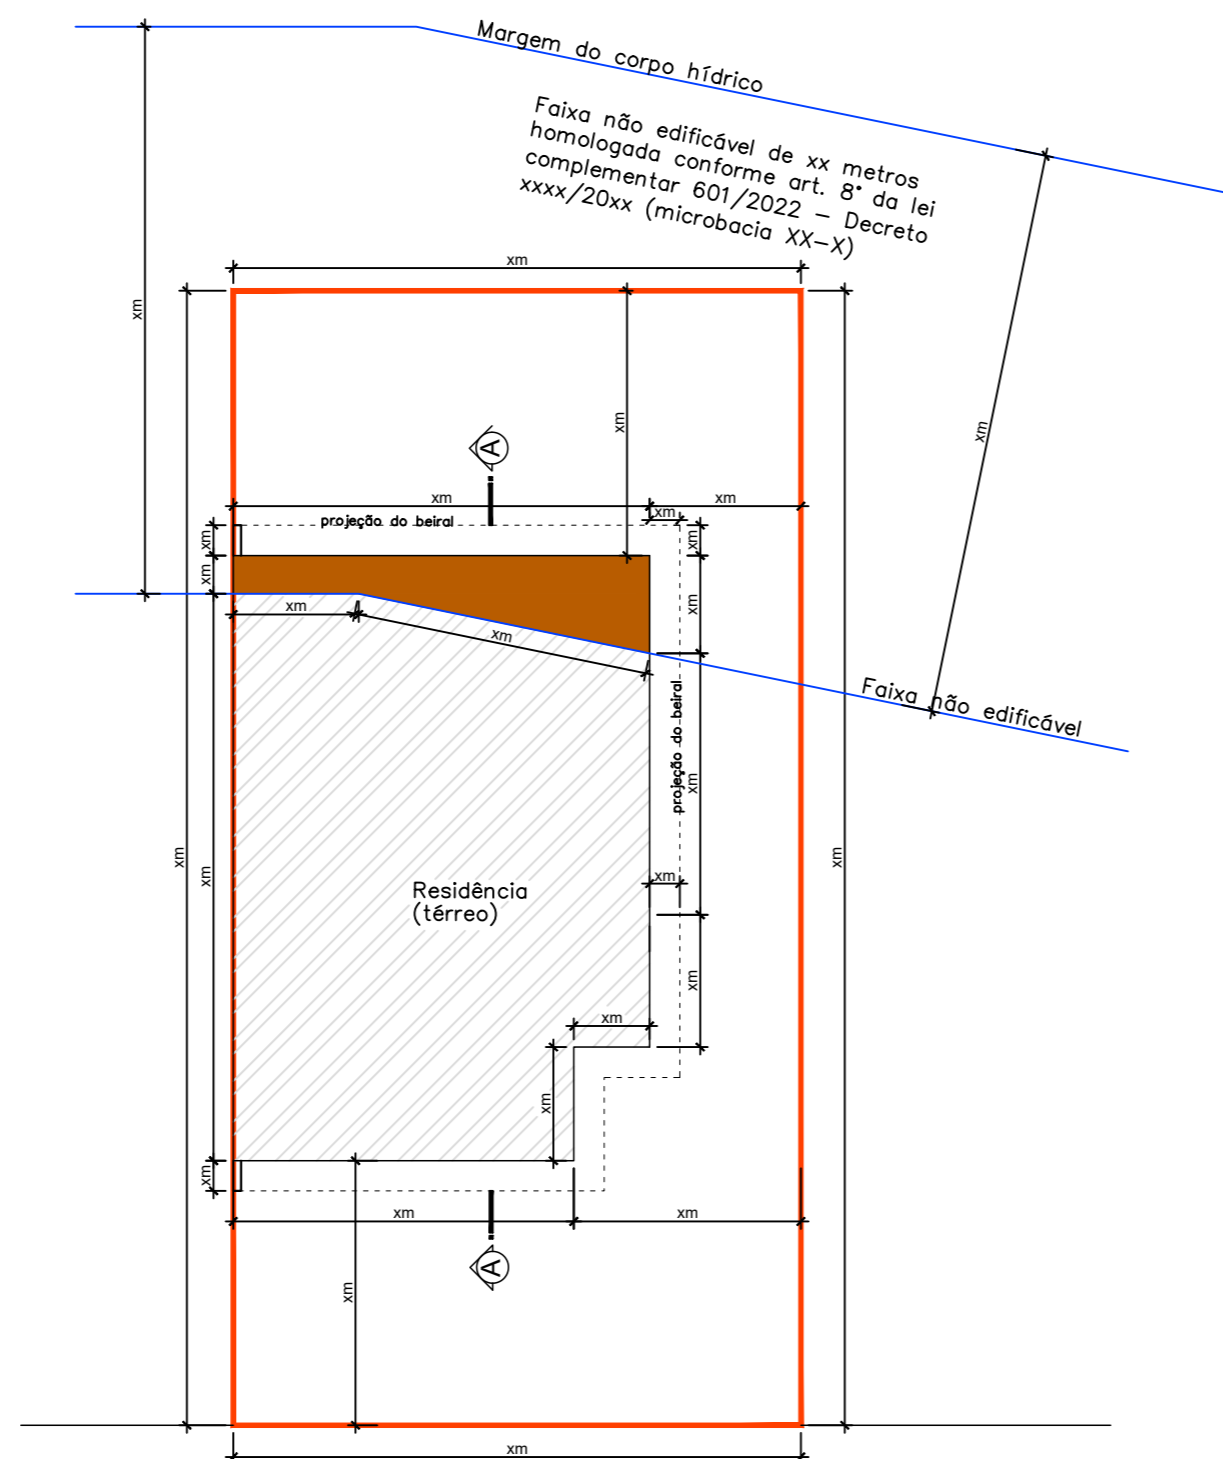 Margem do corpo hídrico
Faixa não edificável de xx metros
homologada conforme art. 8° da lei
complementar 601/2022 – Decreto
xxxx/20xx (microbacia XX–X)
xm
xm
xm
xm
A
xm
xm
xm
projeção do beiral
xm
xm
xm
xm
xm
xm
projeção do beiral
Faixa não edificável
xm
xm
xm
xm
Residência
(térreo)
xm
xm
xm
xm
xm
xm
xm
A
xm
xm